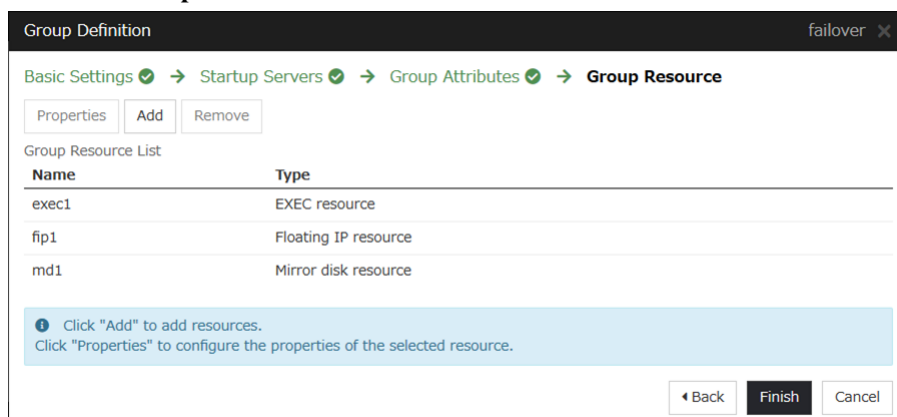 Group Definition failover
Basic Settings → Startup Servers → Group Attributes → Group Resource
Properties Add Remove
Group Resource List
Name Type
exec1 EXEC resource
fip1 Floating IP resource
md1 Mirror disk resource
Click "Add" to add resources.
Click "Properties" to configure the properties of the selected resource.
Back Finish Cancel